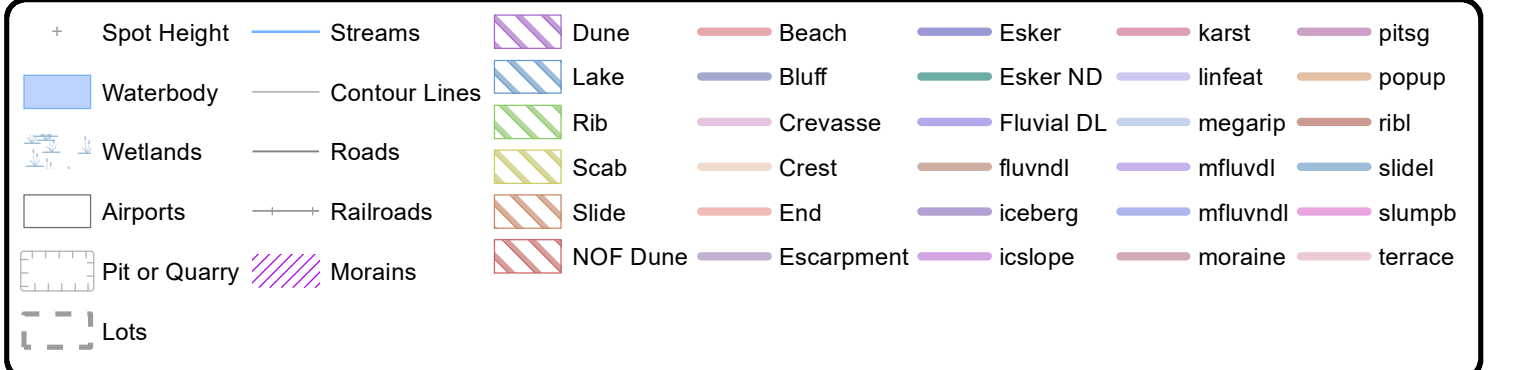 Spot Height
Waterbody
Wetlands
Airports
Pit or Quarry
Lots
Streams
Contour Lines
Roads
Railroads
Morains
Dune
Lake
Rib
Scab
Slide
NOF Dune
Beach
Bluff
Crevasse
Crest
End
Escarpment
Esker
Esker ND
Fluvial DL
fluvndl
iceberg
icslope
karst
linfeat
megarip
mfluvdl
mfluvndl
moraine
pitsg
popup
ribl
slidel
slumpb
terrace